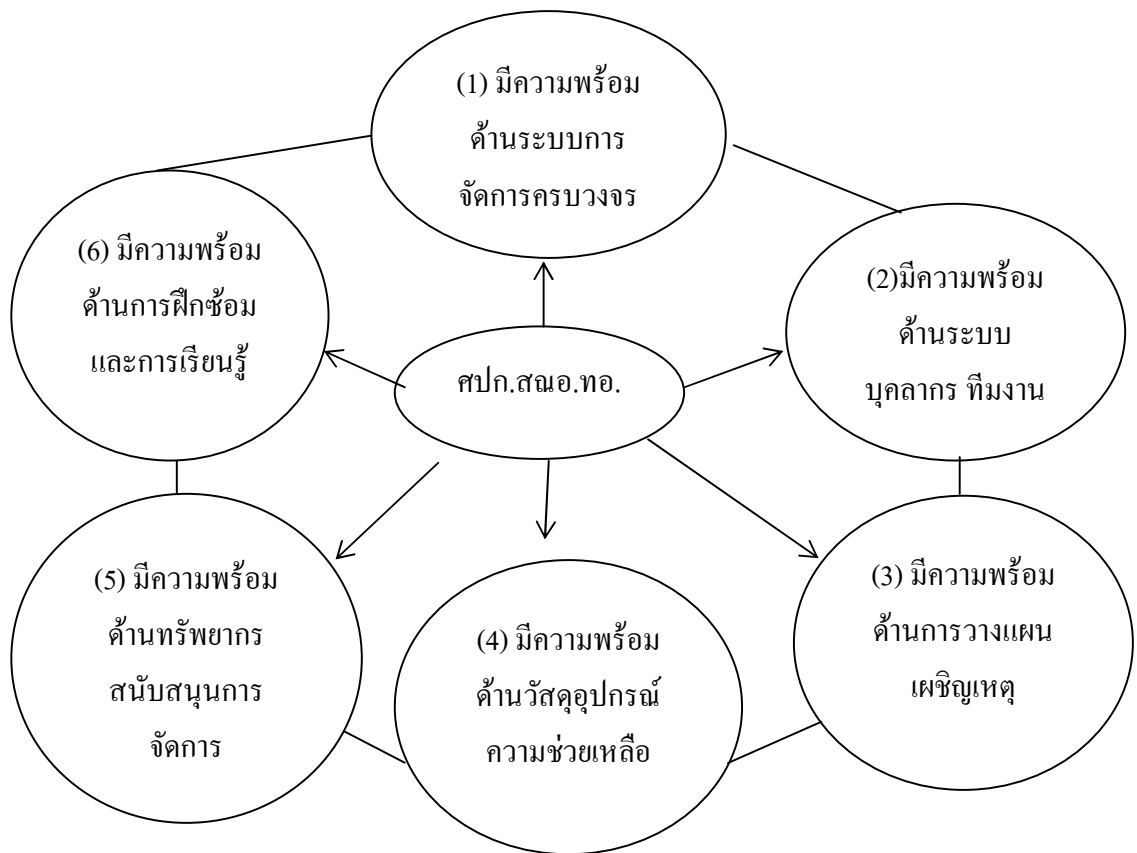 (1) มีความพร้อม
ด้านระบบการ
จัดการครบวงจร
(2)มีความพร้อม
ด้านระบบ
บุคลากร ทีมงาน
(3) มีความพร้อม
ด้านการวางแผน
เผชิญเหตุ
(4) มีความพร้อม
ด้านวัสดุอุปกรณ์
ความช่วยเหลือ
(5) มีความพร้อม
ด้านทรัพยากร
สนับสนุนการ
จัดการ
(6) มีความพร้อม
ด้านการฝึกซ้อม
และการเรียนรู้
ศปก.สณอ.ทอ.